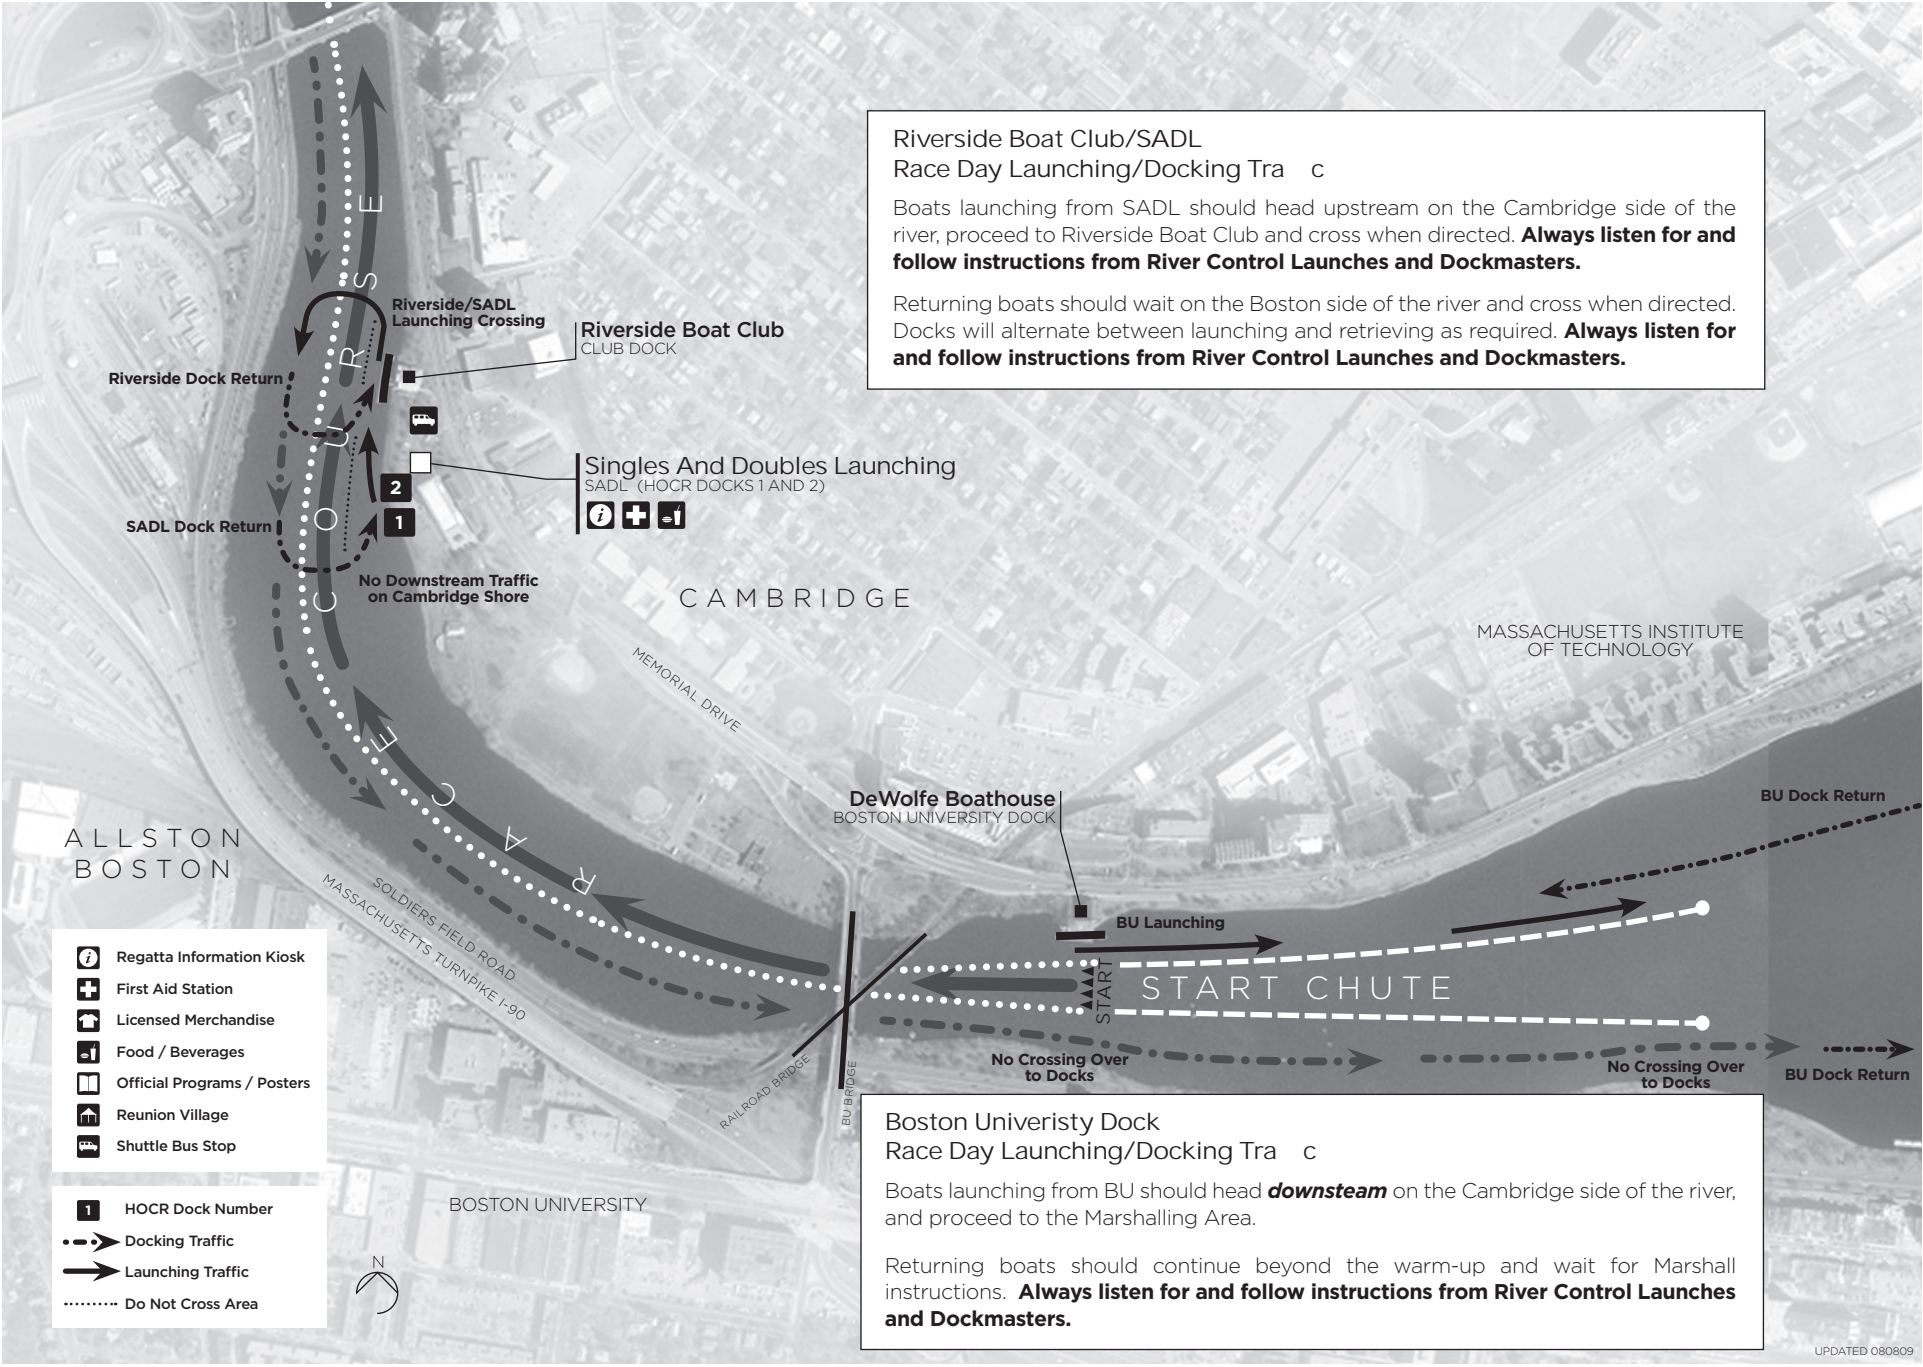 Riverside Boat Club/SADL
Race Day Launching/Docking Tra c
Boats launching from SADL should head upstream on the Cambridge side of the
river, proceed to Riverside Boat Club and cross when directed. Always listen for and
follow instructions from River Control Launches and Dockmasters.
Returning boats should wait on the Boston side of the river and cross when directed.
Docks will alternate between launching and retrieving as required. Always listen for
and follow instructions from River Control Launches and Dockmasters.
Riverside/SADL
Launching Crossing
Riverside Boat Club
CLUB DOCK
Riverside Dock Return
Singles And Doubles Launching
SADL (HOCR DOCKS 1 AND 2)
2
1
SADL Dock Return
No Downstream Traffic
on Cambridge Shore
RACE COURSE
CAMBRIDGE
MEMORIAL DRIVE
MASSACHUSETTS INSTITUTE
OF TECHNOLOGY
ALLSTON
BOSTON
SOLDIERS FIELD ROAD
MASSACHUSETTS TURNPIKE I-90
DeWolfe Boathouse
BOSTON UNIVERSITY DOCK
BU Dock Return
BU Launching
START
START CHUTE
No Crossing Over
to Docks
No Crossing Over
to Docks
BU Dock Return
RAILROAD BRIDGE
BU BRIDGE
BOSTON UNIVERSITY
N
Regatta Information Kiosk
First Aid Station
Licensed Merchandise
Food / Beverages
Official Programs / Posters
Reunion Village
Shuttle Bus Stop
1 HOCR Dock Number
Docking Traffic
Launching Traffic
Do Not Cross Area
Boston Univeristy Dock
Race Day Launching/Docking Tra c
Boats launching from BU should head downsteam on the Cambridge side of the river,
and proceed to the Marshalling Area.
Returning boats should continue beyond the warm-up and wait for Marshall
instructions. Always listen for and follow instructions from River Control Launches
and Dockmasters.
UPDATED 080809